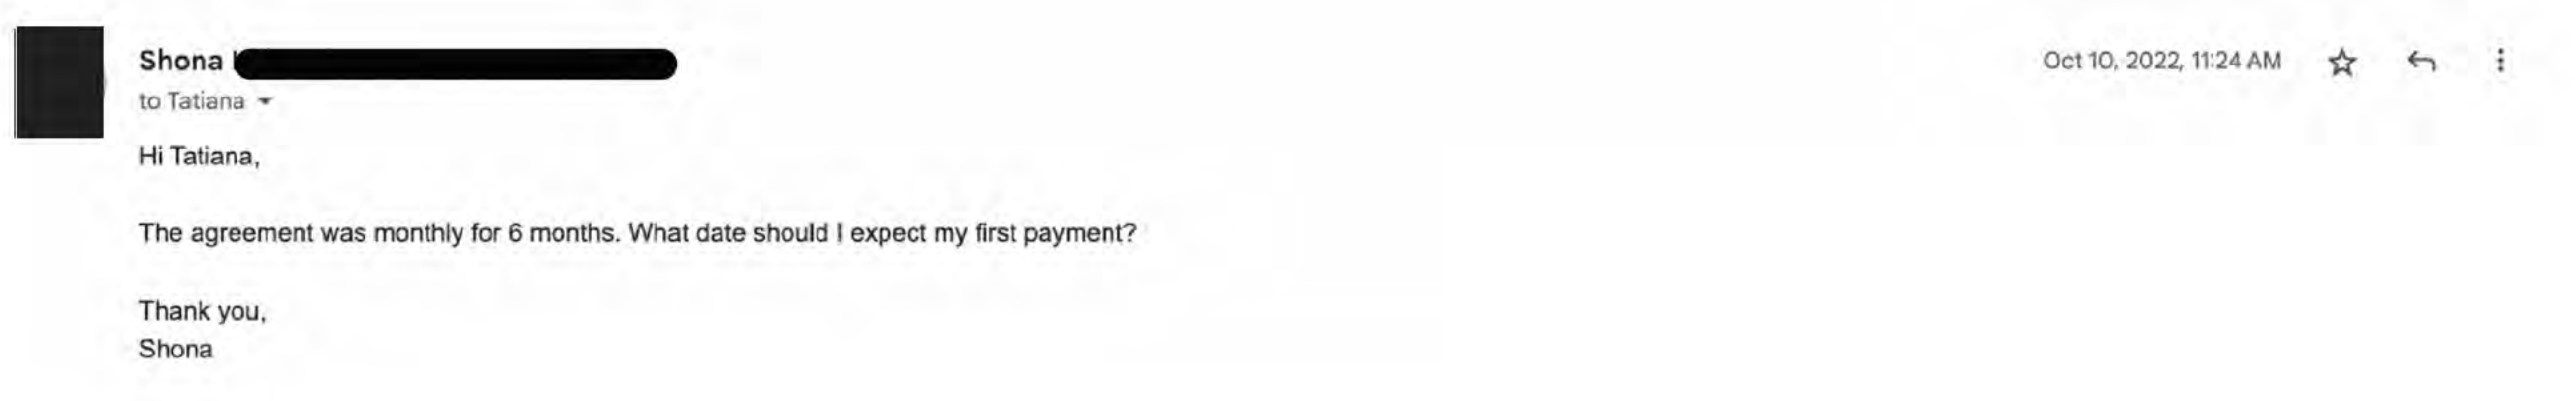 Shona
Oct 10, 2022, 11:24 AM
to Tatiana
Hi Tatiana,
The agreement was monthly for 6 months. What date should I expect my first payment?
Thank you,
Shona